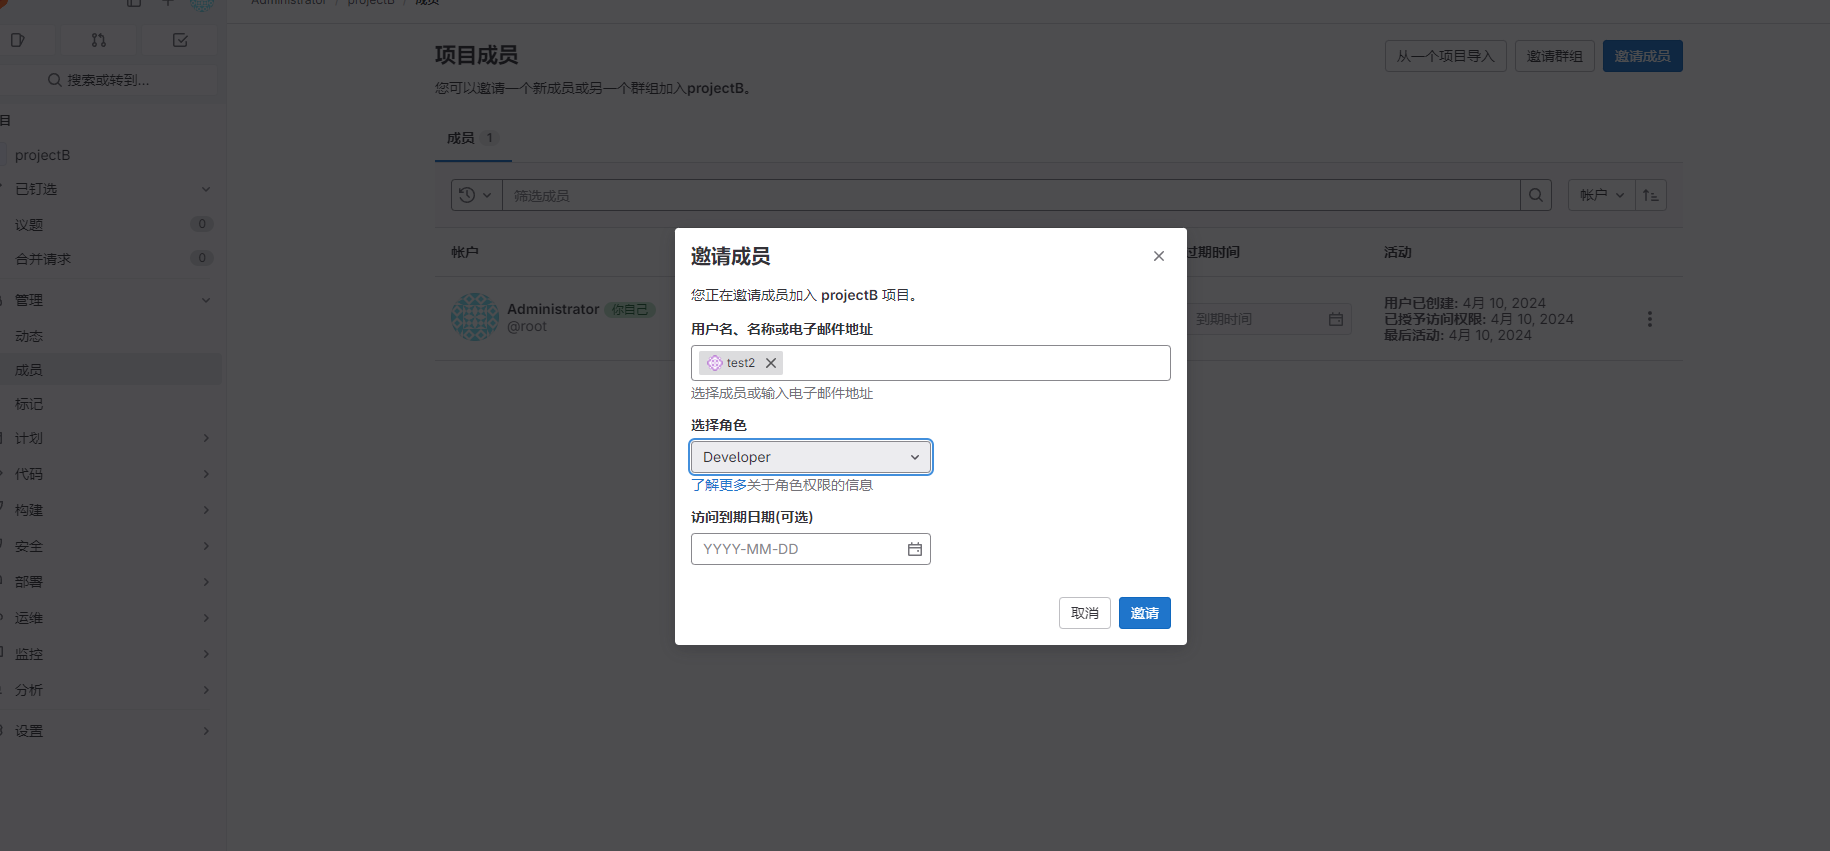 Administrator / projectB / 成员
搜索或转到...
目
projectB
已钉选
议题 0
合并请求 0
管理
动态
成员
标记
计划
代码
构建
安全
部署
运维
监控
分析
设置
项目成员
从一个项目导入
邀请群组
邀请成员
您可以邀请一个新成员或另一个群组加入projectB。
成员 1
筛选成员
帐户
帐户
过期时间
活动
Administrator 你自己
@root
到期时间
用户已创建: 4月 10, 2024
已授予访问权限: 4月 10, 2024
最后活动: 4月 10, 2024
邀请成员
您正在邀请成员加入 projectB 项目。
用户名、名称或电子邮件地址
test2
选择成员或输入电子邮件地址
选择角色
Developer
了解更多关于角色权限的信息
访问到期日期(可选)
YYYY-MM-DD
取消
邀请